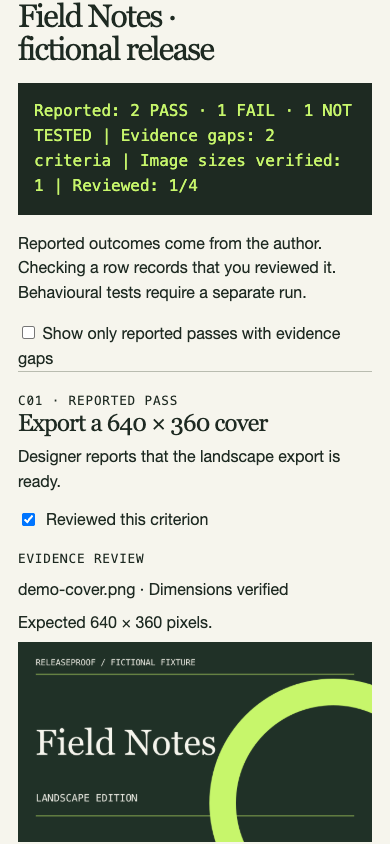 Field Notes ·
fictional release
Reported: 2 PASS · 1 FAIL · 1 NOT
TESTED | Evidence gaps: 2
criteria | Image sizes verified:
1 | Reviewed: 1/4
Reported outcomes come from the author.
Checking a row records that you reviewed it.
Behavioural tests require a separate run.
Show only reported passes with evidence
gaps
C01 · REPORTED PASS
Export a 640 × 360 cover
Designer reports that the landscape export is
ready.
Reviewed this criterion
EVIDENCE REVIEW
demo-cover.png · Dimensions verified
Expected 640 × 360 pixels.
RELEASEPROOF / FICTIONAL FIXTURE
Field Notes
LANDSCAPE EDITION